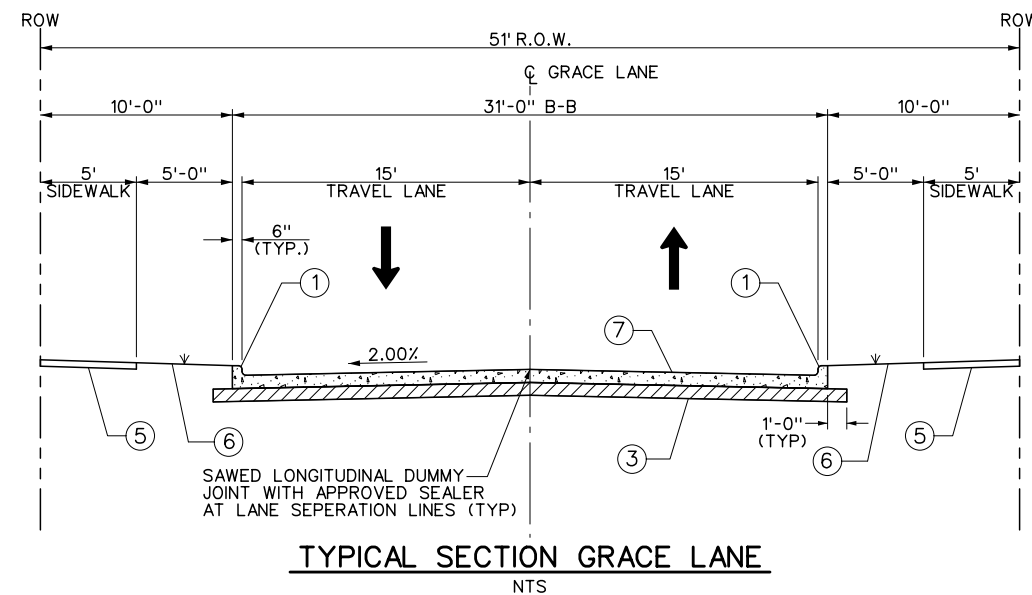 ROW
ROW
51' R.O.W.
℄ GRACE LANE
10'-0"
31'-0" B-B
10'-0"
5'
SIDEWALK
5'-0"
15'
TRAVEL LANE
15'
TRAVEL LANE
5'-0"
5'
SIDEWALK
6"
(TYP.)
1
1
7
2.00%
1'-0"
(TYP)
5
6
3
6
5
SAWED LONGITUDINAL DUMMY
JOINT WITH APPROVED SEALER
AT LANE SEPERATION LINES (TYP)
TYPICAL SECTION GRACE LANE
NTS